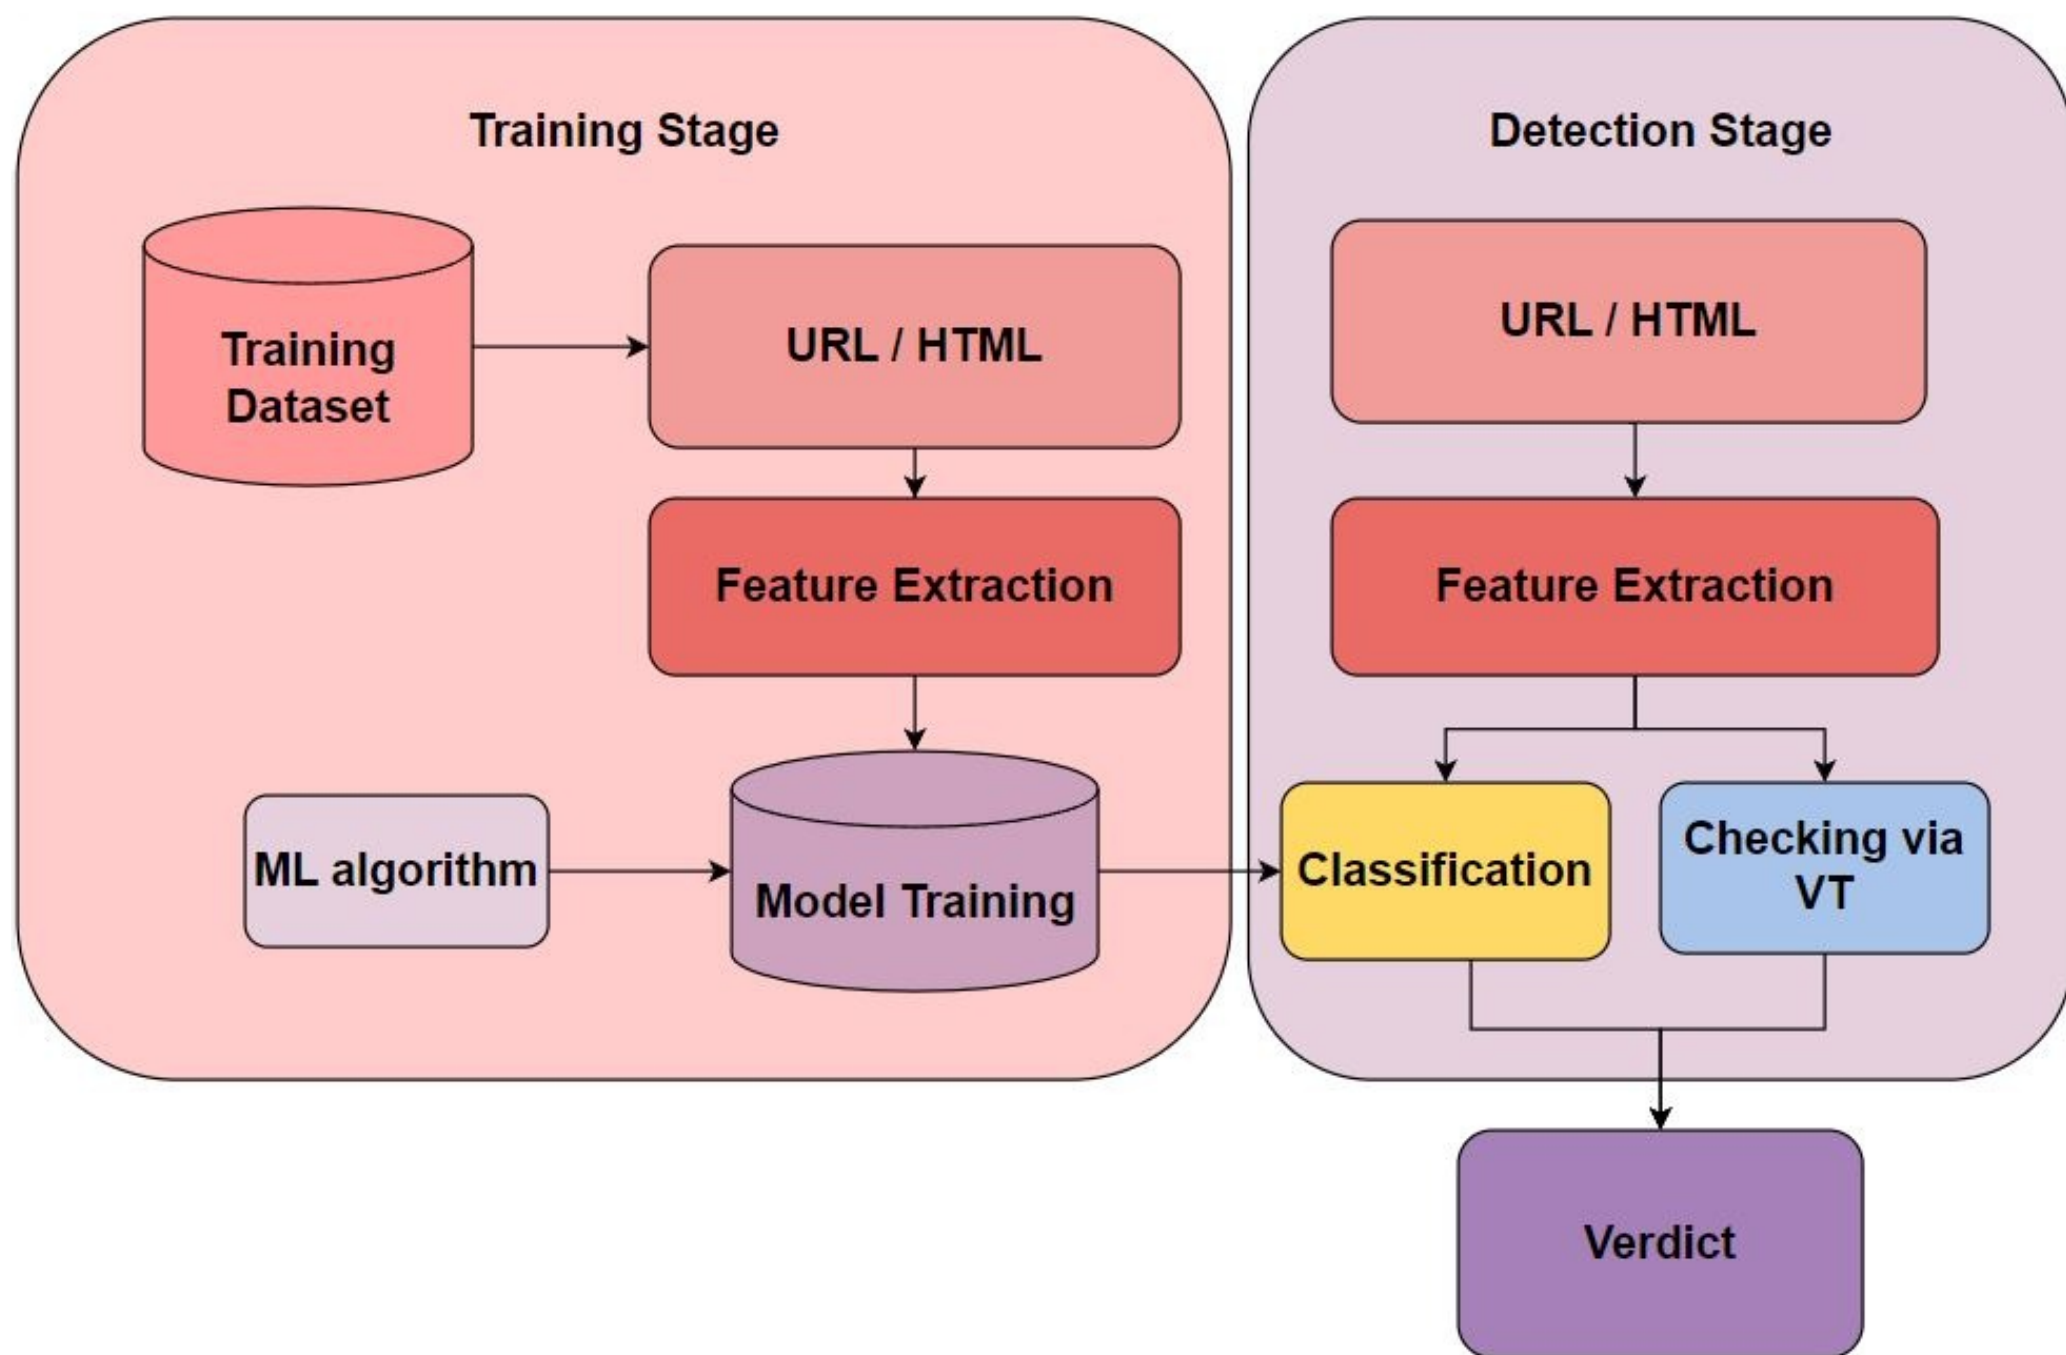 Training Stage
Training
Dataset
URL / HTML
Feature Extraction
ML algorithm
Model Training
Detection Stage
URL / HTML
Feature Extraction
Classification
Checking via
VT
Verdict